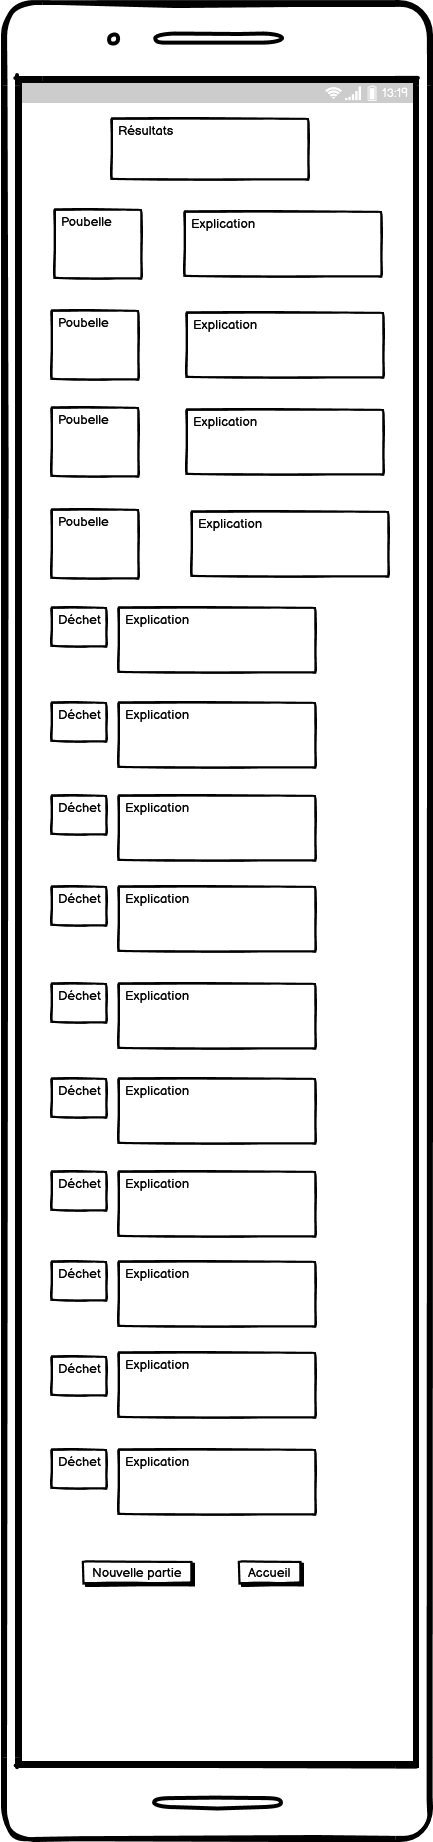 13:19
Résultats
Poubelle
Explication
Poubelle
Explication
Poubelle
Explication
Poubelle
Explication
Déchet
Explication
Déchet
Explication
Déchet
Explication
Déchet
Explication
Déchet
Explication
Déchet
Explication
Déchet
Explication
Déchet
Explication
Déchet
Explication
Déchet
Explication
Nouvelle partie
Accueil